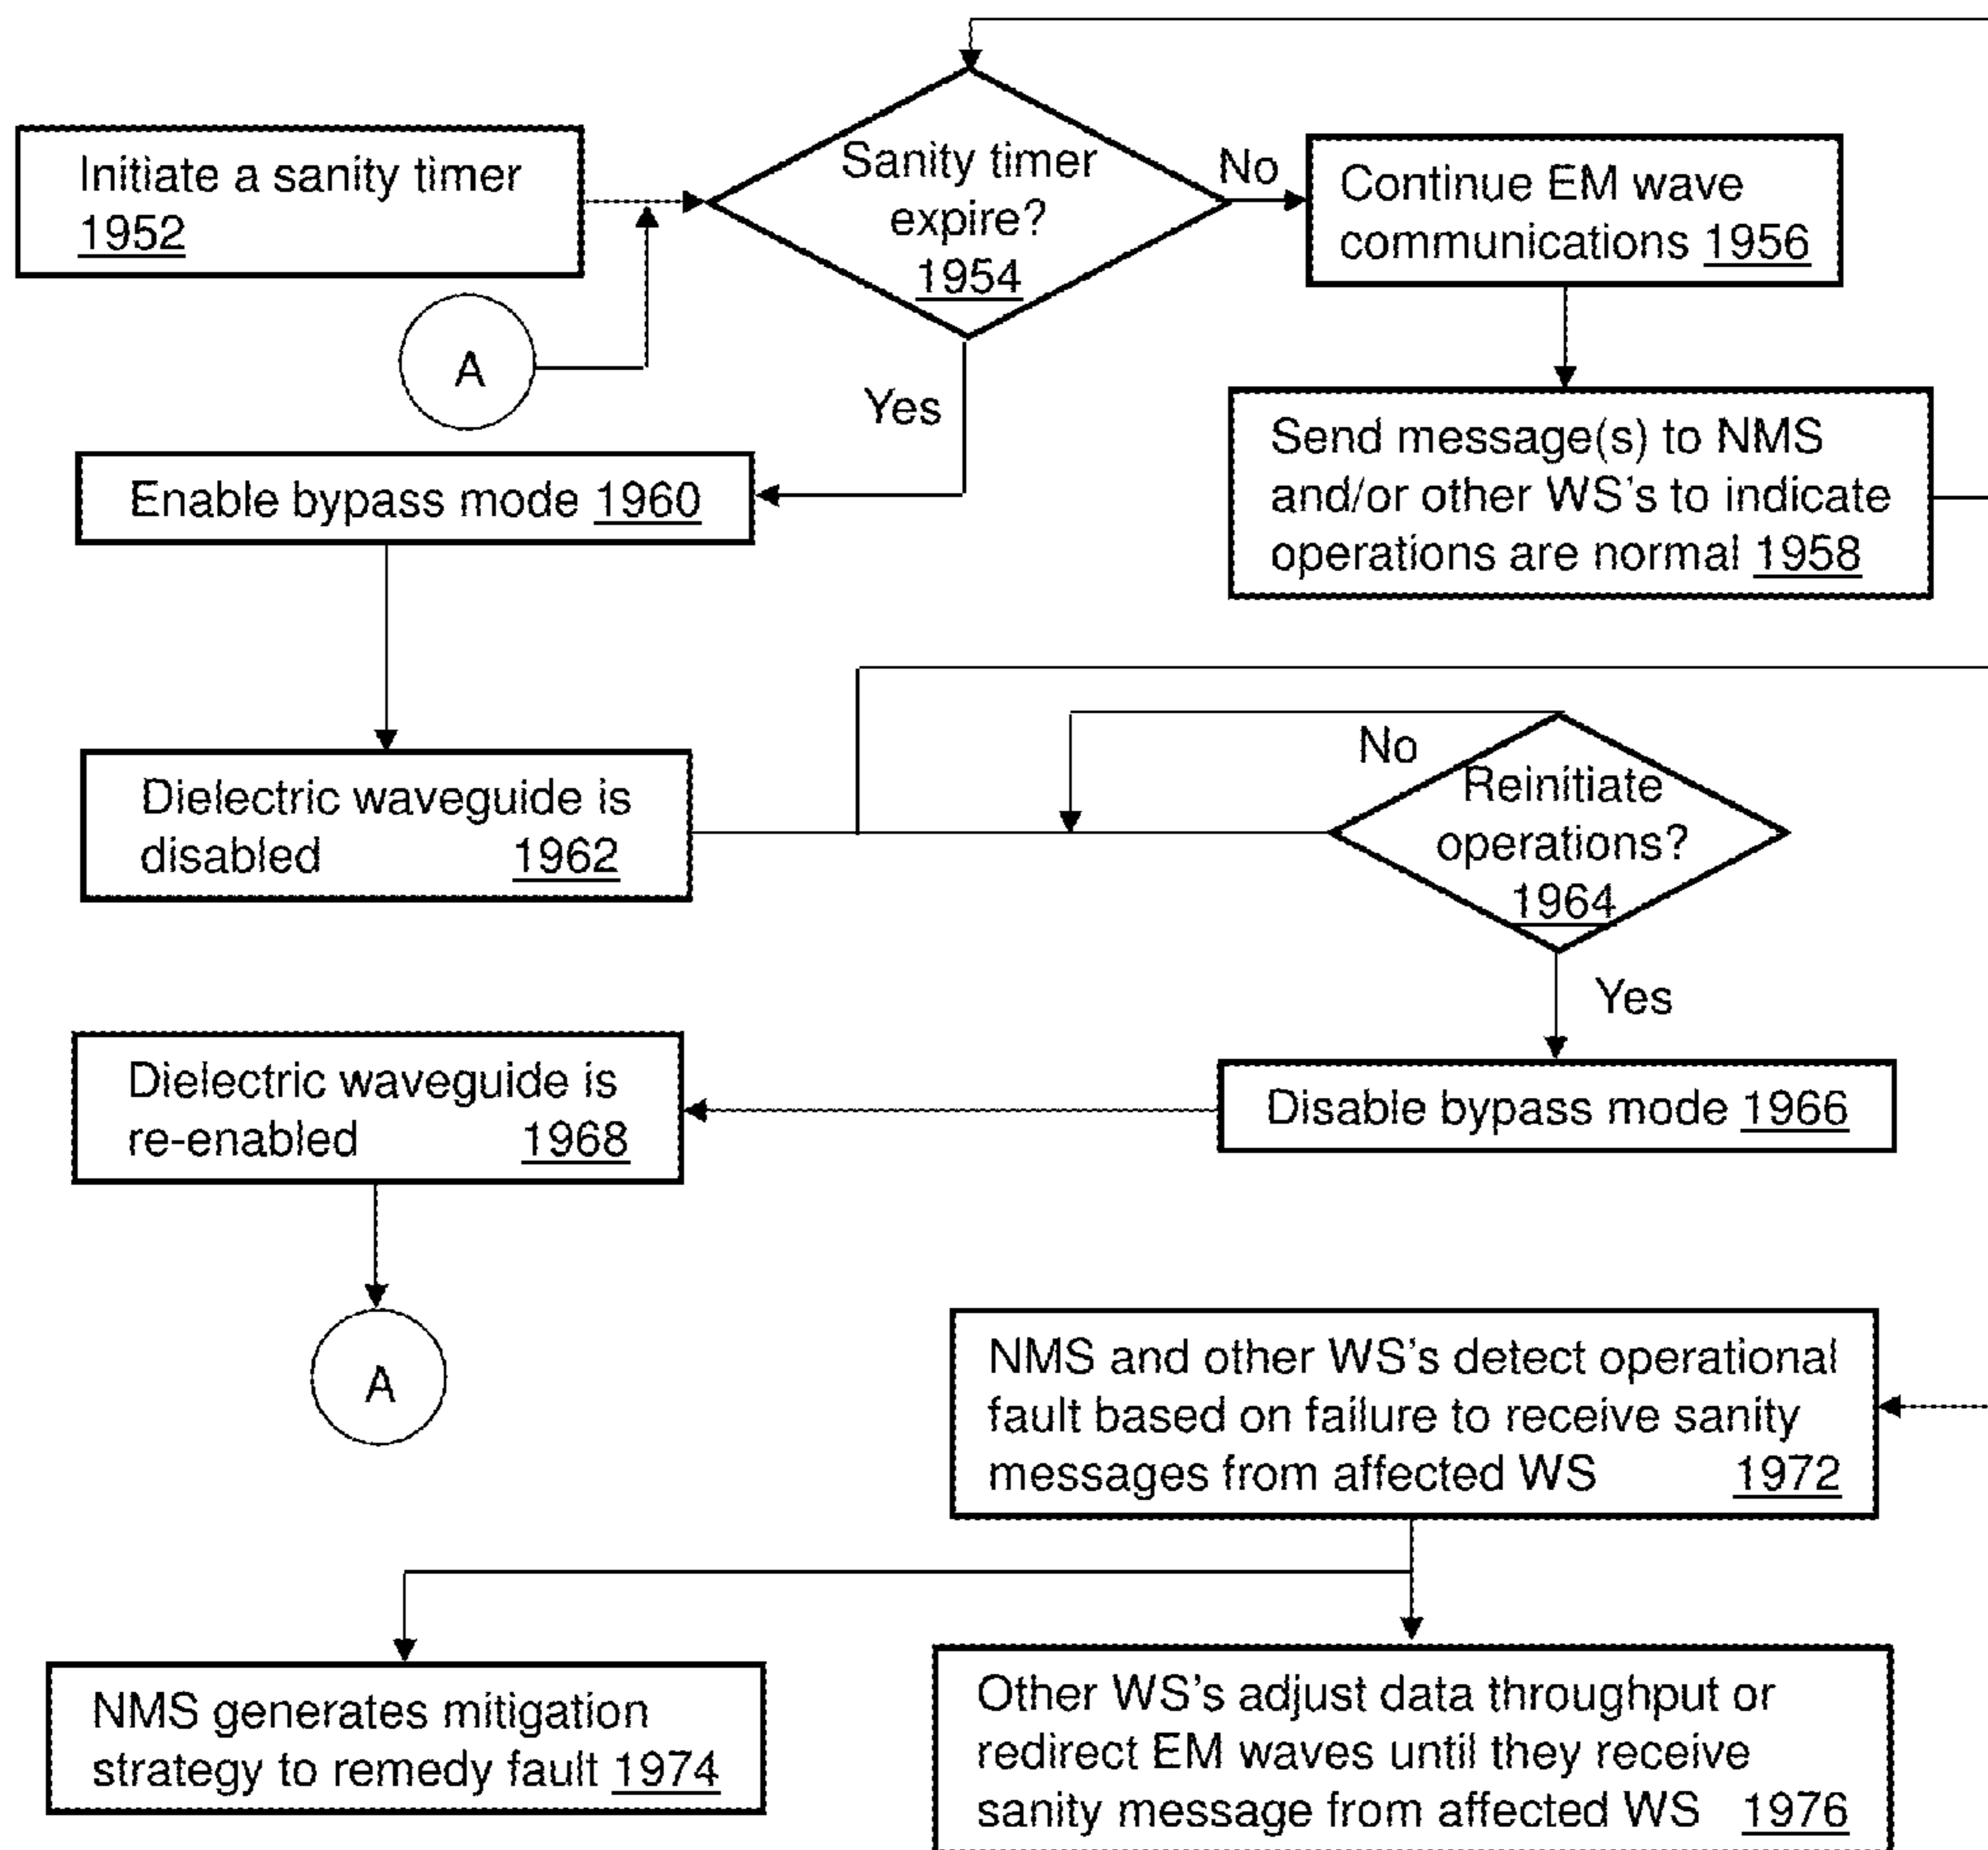 Initiate a sanity timer
1952
Sanity timer
expire?
1954
No
Continue EM wave
communications 1956
A
Yes
Send message(s) to NMS
and/or other WS's to indicate
operations are normal 1958
Enable bypass mode 1960
Dielectric waveguide is
disabled 1962
No
Reinitiate
operations?
1964
Yes
Dielectric waveguide is
re-enabled 1968
Disable bypass mode 1966
A
NMS and other WS's detect operational
fault based on failure to receive sanity
messages from affected WS 1972
NMS generates mitigation
strategy to remedy fault 1974
Other WS's adjust data throughput or
redirect EM waves until they receive
sanity message from affected WS 1976